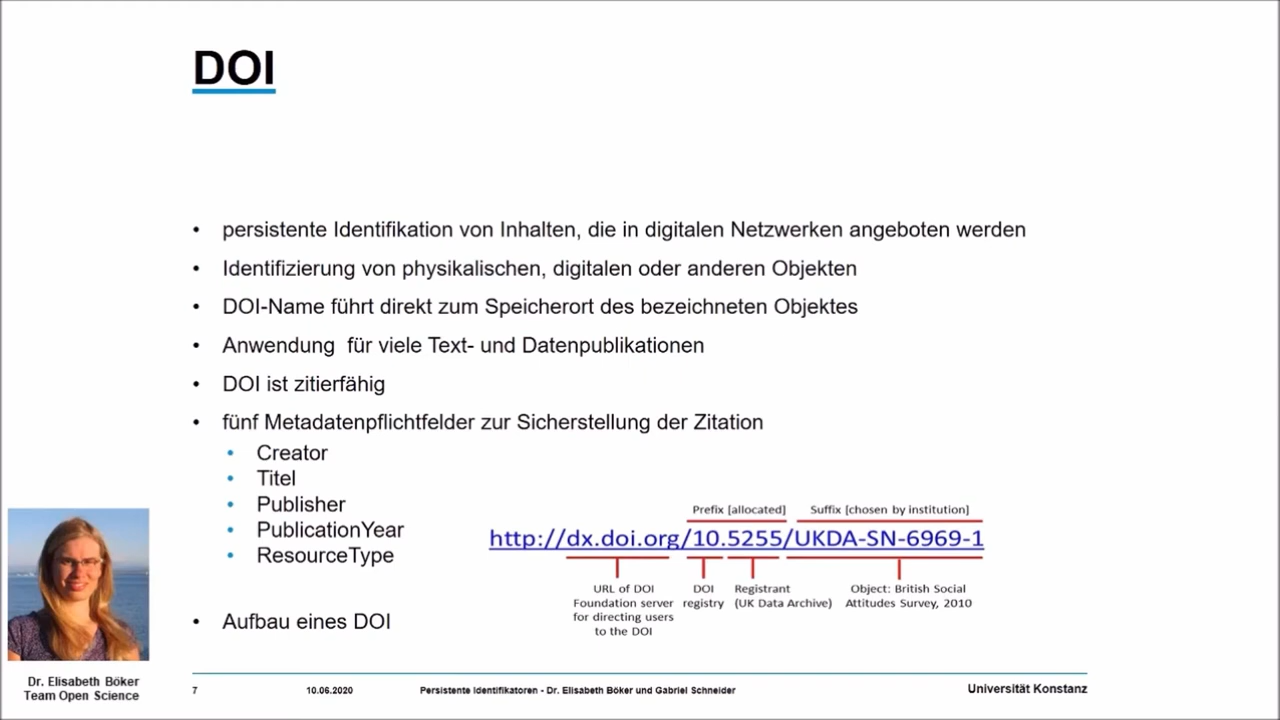 DOI
• persistente Identifikation von Inhalten, die in digitalen Netzwerken angeboten werden
• Identifizierung von physikalischen, digitalen oder anderen Objekten
• DOI-Name führt direkt zum Speicherort des bezeichneten Objektes
• Anwendung  für viele Text- und Datenpublikationen
• DOI ist zitierfähig
• fünf Metadatenpflichtfelder zur Sicherstellung der Zitation
• Creator
• Titel
• Publisher
• PublicationYear
• ResourceType
• Aufbau eines DOI
Prefix [allocated]
Suffix [chosen by institution]
http://dx.doi.org/10.5255/UKDA-SN-6969-1
URL of DOI
Foundation server
for directing users
to the DOI
DOI
registry
Registrant
(UK Data Archive)
Object: British Social
Attitudes Survey, 2010
Dr. Elisabeth Böker
Team Open Science
7
10.06.2020
Persistente Identifikatoren - Dr. Elisabeth Böker und Gabriel Schneider
Universität Konstanz